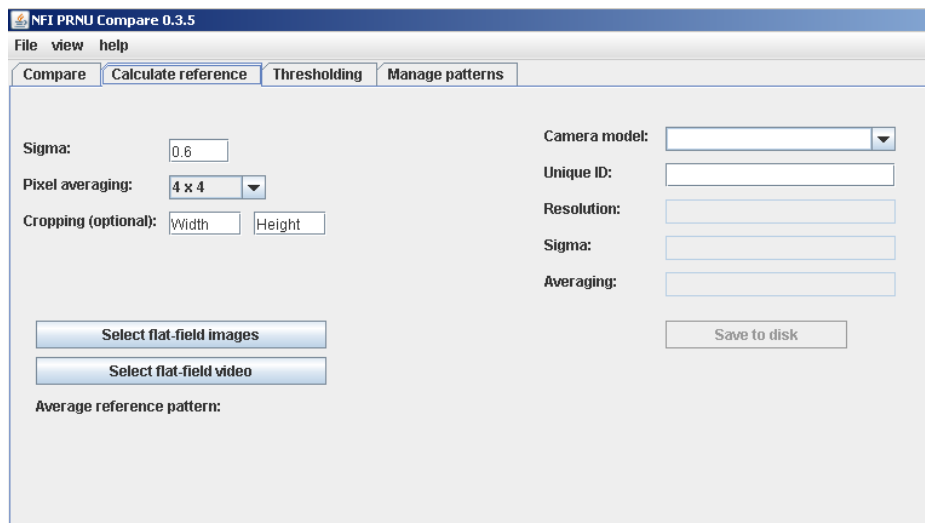 NFI PRNU Compare 0.3.5
File view help
Compare Calculate reference Thresholding Manage patterns
Sigma: 0.6
Pixel averaging: 4 x 4
Cropping (optional): Width Height
Select flat-field images
Select flat-field video
Average reference pattern:
Camera model:
Unique ID:
Resolution:
Sigma:
Averaging:
Save to disk